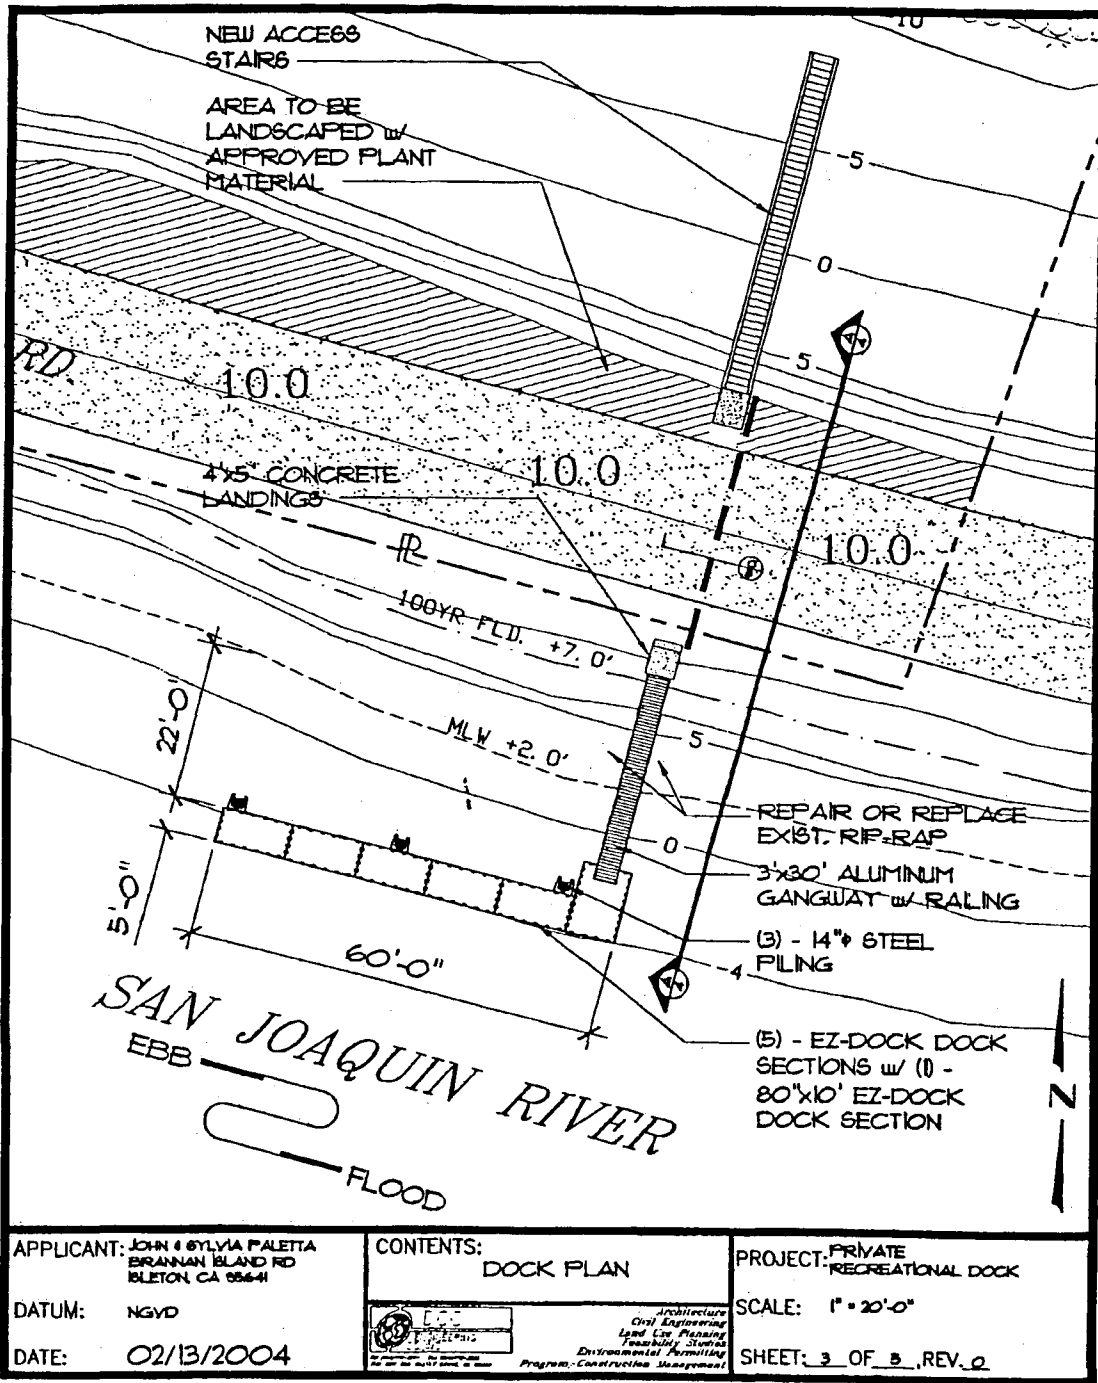 10
NEW ACCESS
STAIRS
AREA TO BE
LANDSCAPED w/
APPROVED PLANT
MATERIAL
-5
0
5
RD.
10.0
10.0
10.0
4'x5' CONCRETE
LANDINGS
PL
100YR FLD. +7.0'
MLW +2.0'
5
0
-4
22'-0"
5'-0"
60'-0"
REPAIR OR REPLACE
EXIST. RIP-RAP
3'x30' ALUMINUM
GANGWAY w/ RAILING
(3) - 14"φ STEEL
PILING
(5) - EZ-DOCK DOCK
SECTIONS w/ (1) -
80"x10' EZ-DOCK
DOCK SECTION
SAN JOAQUIN RIVER
EBB
FLOOD
N
APPLICANT: JOHN & SYLVIA PALETTA
BRANNAN ISLAND RD
ISLETON, CA 95641
DATUM: NGVD
DATE: 02/13/2004
CONTENTS:
DOCK PLAN
Architecture
Civil Engineering
Land Use Planning
Feasibility Studies
Environmental Permitting
Program-Construction Management
PROJECT: PRIVATE
RECREATIONAL DOCK
SCALE: 1" = 20'-0"
SHEET: 3 OF 3, REV. 0